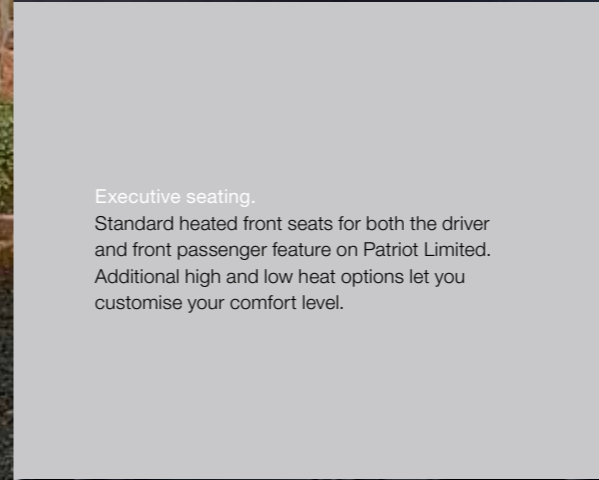 Executive seating.
Standard heated front seats for both the driver
and front passenger feature on Patriot Limited.
Additional high and low heat options let you
customise your comfort level.